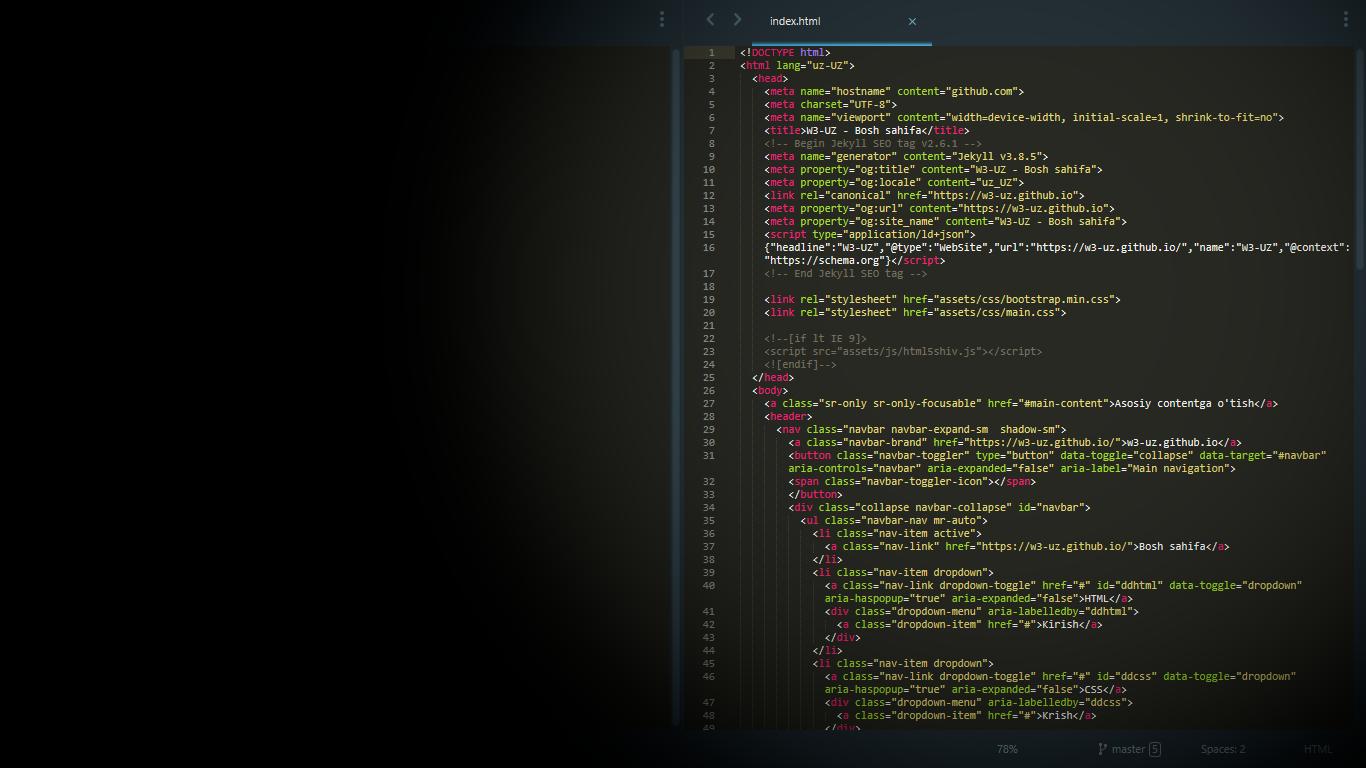 index.html ×
1 <!DOCTYPE html>
2 <html lang="uz-UZ">
3 <head>
4 <meta name="hostname" content="github.com">
5 <meta charset="UTF-8">
6 <meta name="viewport" content="width=device-width, initial-scale=1, shrink-to-fit=no">
7 <title>W3-UZ - Bosh sahifa</title>
8 <!-- Begin Jekyll SEO tag v2.6.1 -->
9 <meta name="generator" content="Jekyll v3.8.5">
10 <meta property="og:title" content="W3-UZ - Bosh sahifa">
11 <meta property="og:locale" content="uz_UZ">
12 <link rel="canonical" href="https://w3-uz.github.io">
13 <meta property="og:url" content="https://w3-uz.github.io">
14 <meta property="og:site_name" content="W3-UZ - Bosh sahifa">
15 <script type="application/ld+json">
16 {"headline":"W3-UZ","@type":"WebSite","url":"https://w3-uz.github.io/","name":"W3-UZ","@context":
"https://schema.org"}</script>
17 <!-- End Jekyll SEO tag -->
18
19 <link rel="stylesheet" href="assets/css/bootstrap.min.css">
20 <link rel="stylesheet" href="assets/css/main.css">
21
22 <!--[if lt IE 9]>
23 <script src="assets/js/html5shiv.js"></script>
24 <![endif]-->
25 </head>
26 <body>
27 <a class="sr-only sr-only-focusable" href="#main-content">Asosiy contentga o'tish</a>
28 <header>
29 <nav class="navbar navbar-expand-sm  shadow-sm">
30 <a class="navbar-brand" href="https://w3-uz.github.io/">w3-uz.github.io</a>
31 <button class="navbar-toggler" type="button" data-toggle="collapse" data-target="#navbar"
aria-controls="navbar" aria-expanded="false" aria-label="Main navigation">
32 <span class="navbar-toggler-icon"></span>
33 </button>
34 <div class="collapse navbar-collapse" id="navbar">
35 <ul class="navbar-nav mr-auto">
36 <li class="nav-item active">
37 <a class="nav-link" href="https://w3-uz.github.io/">Bosh sahifa</a>
38 </li>
39 <li class="nav-item dropdown">
40 <a class="nav-link dropdown-toggle" href="#" id="ddhtml" data-toggle="dropdown"
aria-haspopup="true" aria-expanded="false">HTML</a>
41 <div class="dropdown-menu" aria-labelledby="ddhtml">
42 <a class="dropdown-item" href="#">Kirish</a>
43 </div>
44 </li>
45 <li class="nav-item dropdown">
46 <a class="nav-link dropdown-toggle" href="#" id="ddcss" data-toggle="dropdown"
aria-haspopup="true" aria-expanded="false">CSS</a>
47 <div class="dropdown-menu" aria-labelledby="ddcss">
48 <a class="dropdown-item" href="#">Krish</a>
49 </div>
78% master 5 Spaces: 2 HTML